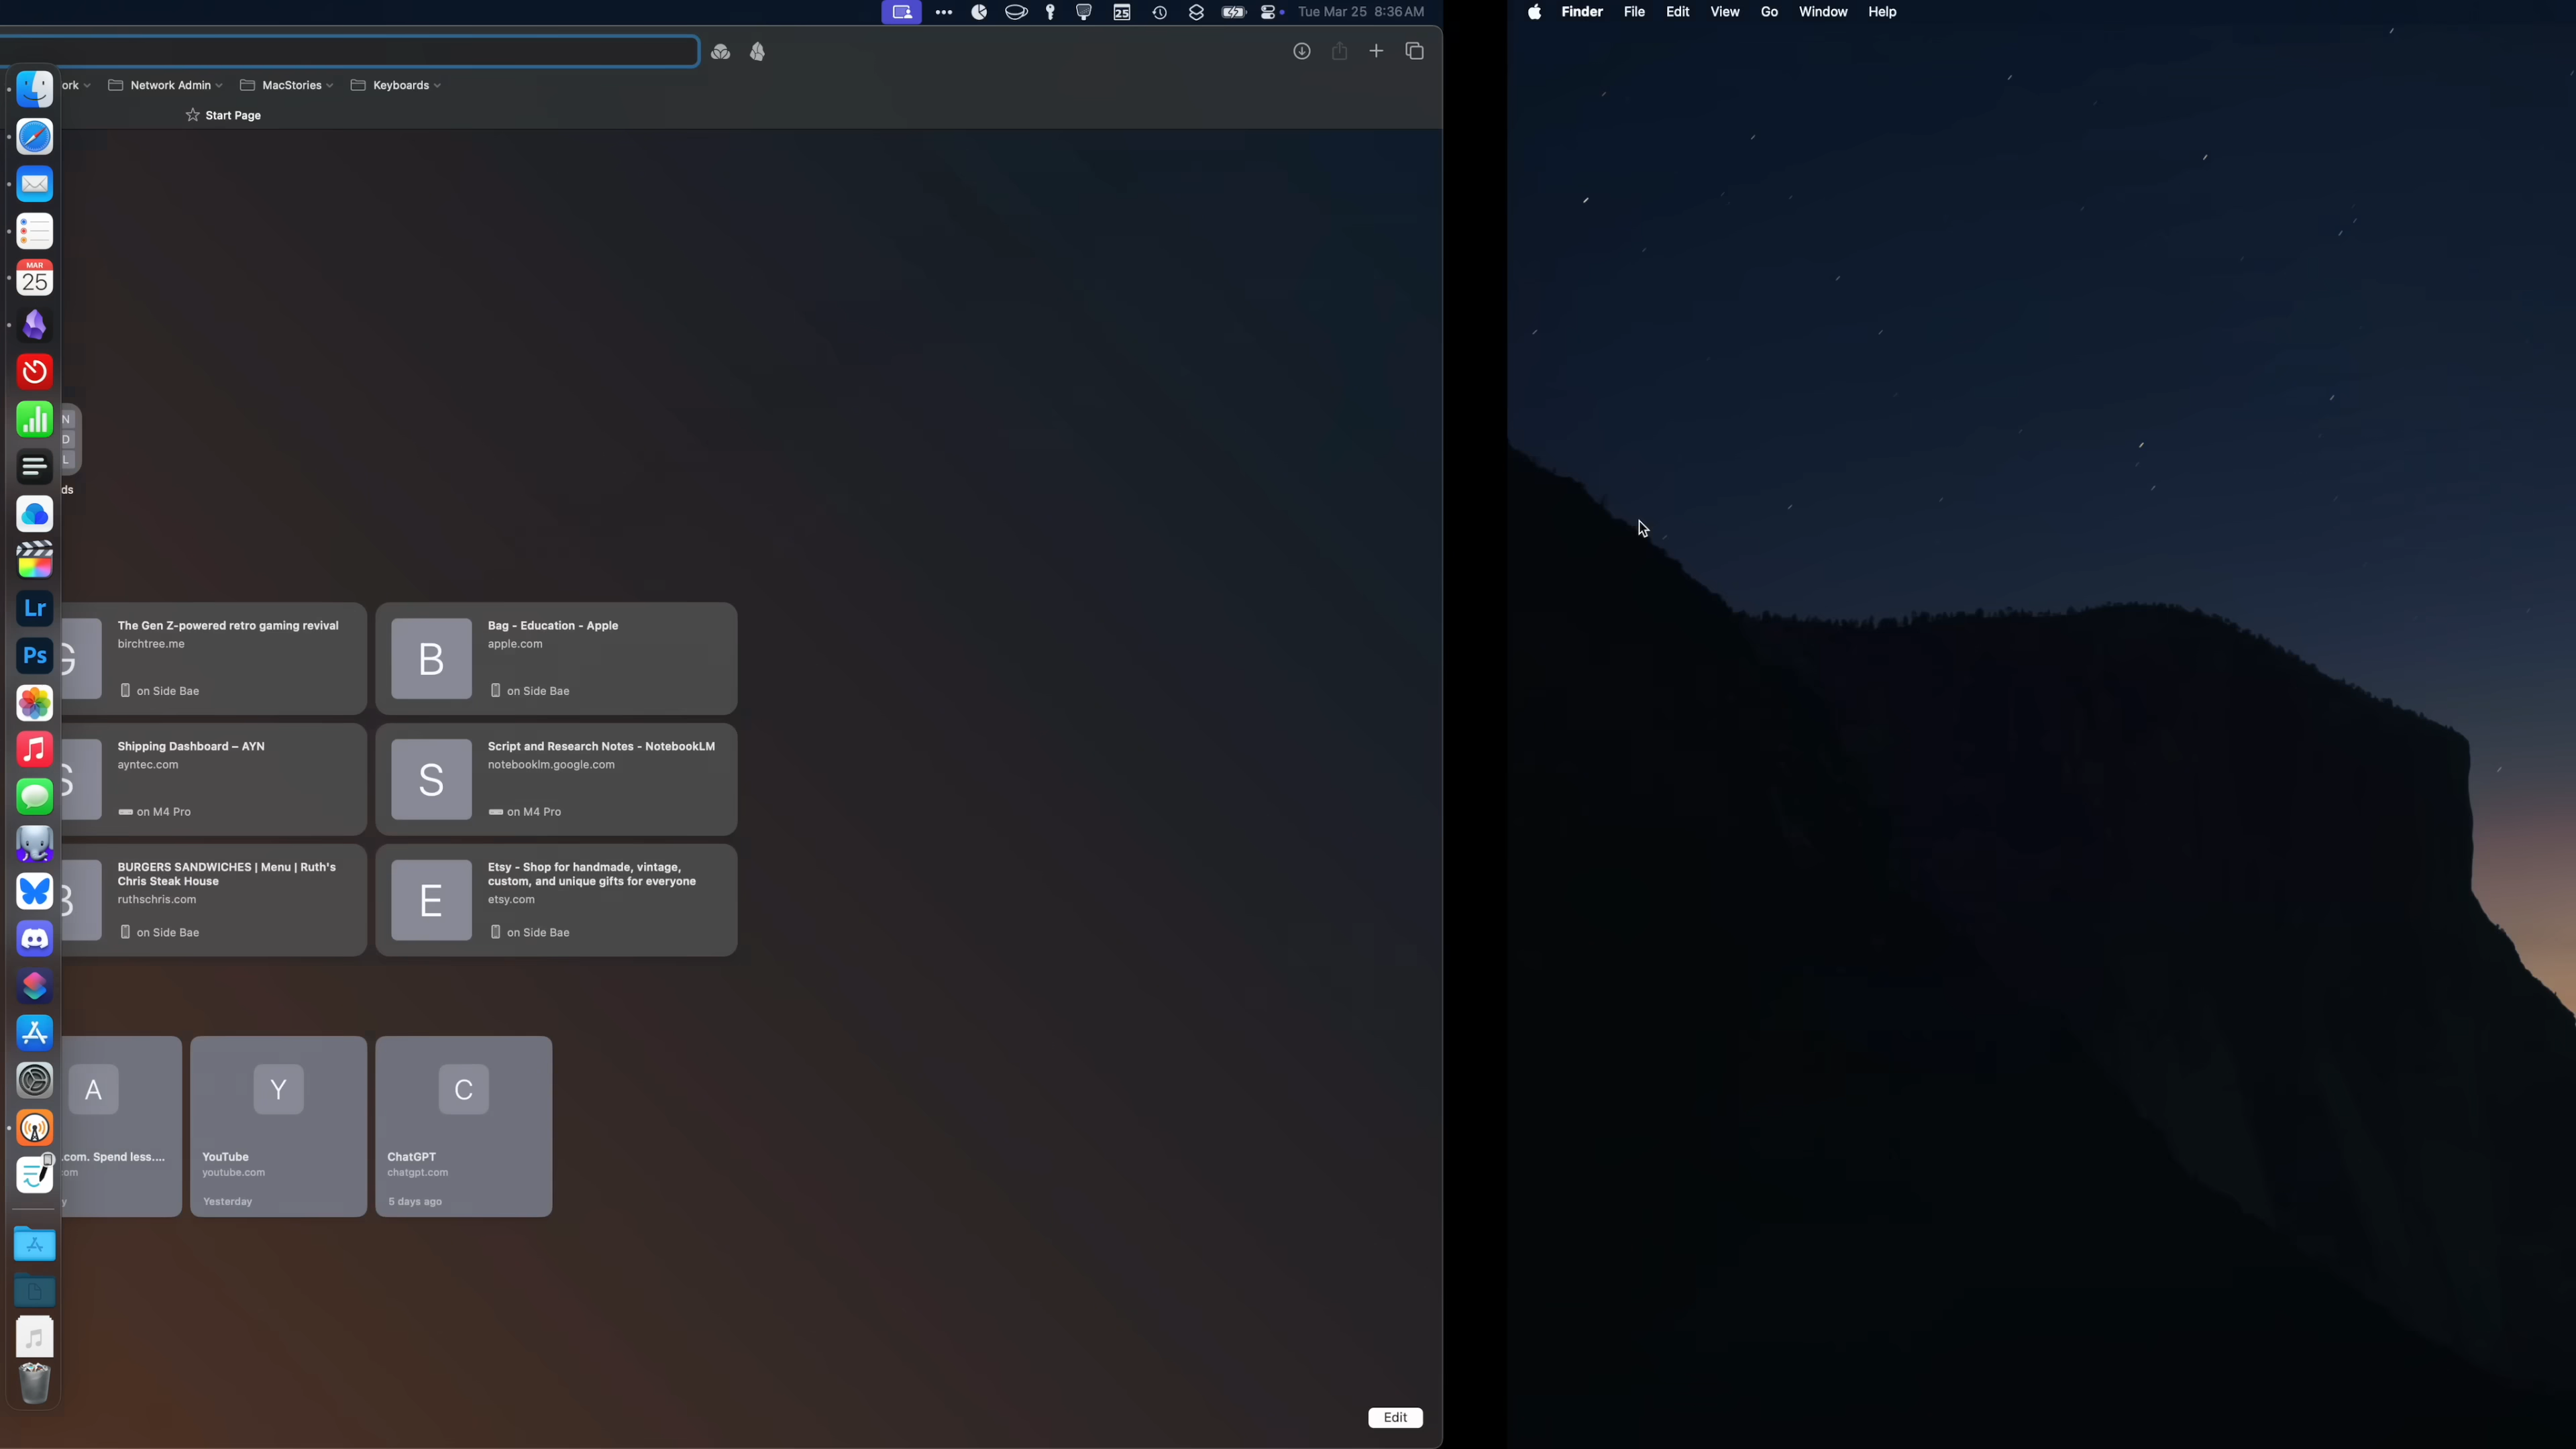 25
Tue Mar 25 8:36 AM
Finder File Edit View Go Window Help
ork
Network Admin
MacStories
Keyboards
Start Page
MAR
25
N
D
L
ds
Lr
Ps
G
The Gen Z-powered retro gaming revival
birchtree.me
on Side Bae
B
Bag - Education - Apple
apple.com
on Side Bae
S
Shipping Dashboard – AYN
ayntec.com
on M4 Pro
S
Script and Research Notes - NotebookLM
notebooklm.google.com
on M4 Pro
B
BURGERS SANDWICHES | Menu | Ruth's
Chris Steak House
ruthschris.com
on Side Bae
E
Etsy - Shop for handmade, vintage,
custom, and unique gifts for everyone
etsy.com
on Side Bae
A
.com. Spend less....
om
y
Y
YouTube
youtube.com
Yesterday
C
ChatGPT
chatgpt.com
5 days ago
Edit